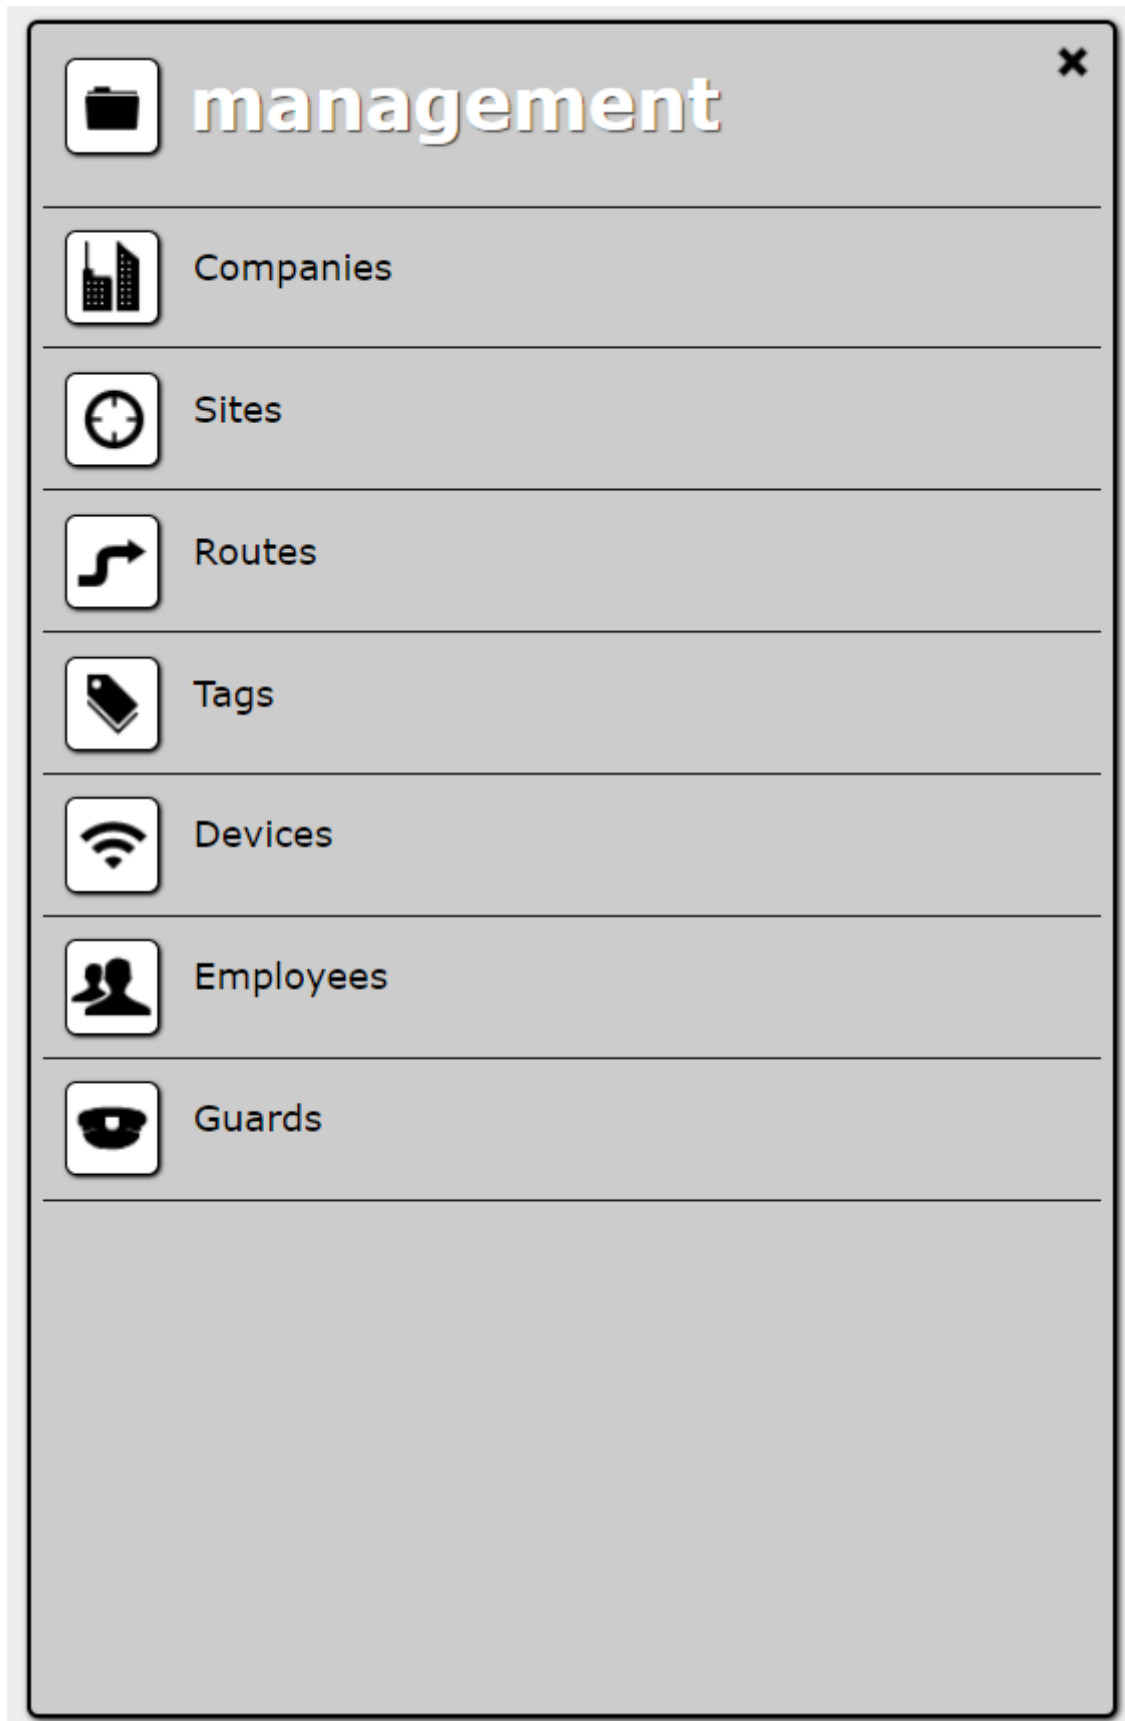 management
Companies
Sites
Routes
Tags
Devices
Employees
Guards